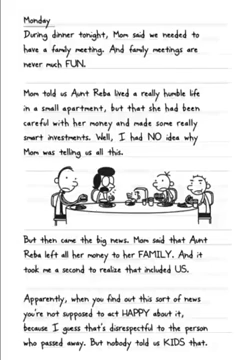 Monday
During dinner tonight, Mom said we needed to
have a family meeting. And family meetings are
never much FUN.
Mom told us Aunt Reba lived a really humble life
in a small apartment, but that she had been
careful with her money and made some really
smart investments. Well, I had NO idea why
Mom was telling us all this.
But then came the big news. Mom said that Aunt
Reba left all her money to her FAMILY. And it
took me a second to realize that included US.
Apparently, when you find out this sort of news
you're not supposed to act HAPPY about it,
because I guess that's disrespectful to the person
who passed away. But nobody told us KIDS that.